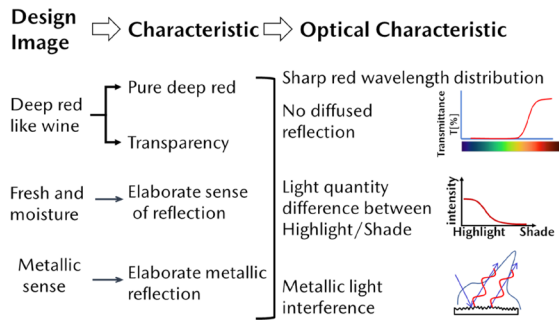 Design Image
Characteristic
Optical Characteristic
Deep red like wine
Pure deep red
Transparency
Sharp red wavelength distribution
No diffused reflection
Transmittance T[%]
Fresh and moisture
Elaborate sense of reflection
Light quantity difference between Highlight/Shade
intensity
Highlight
Shade
Metallic sense
Elaborate metallic reflection
Metallic light interference